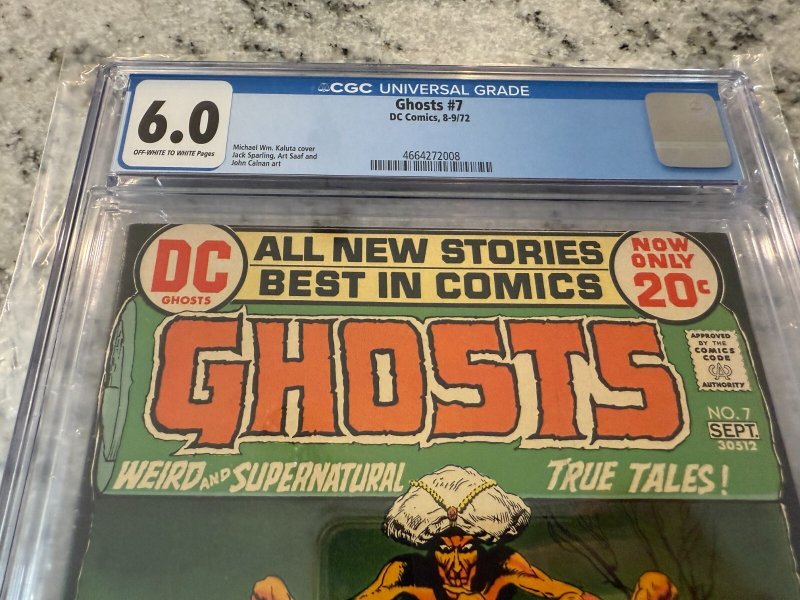 CGC UNIVERSAL GRADE
Ghosts #7
DC Comics, 8-9/72
6.0
OFF-WHITE TO WHITE Pages
Michael Wm. Kaluta cover
Jack Sparling, Art Saaf and
John Calnan art
4664272008
DC
GHOSTS
ALL NEW STORIES
BEST IN COMICS
NOW
ONLY
20c
GHOSTS
APPROVED
BY THE
COMICS
CODE
CA
AUTHORITY
NO. 7
SEPT.
30512
WEIRD AND SUPERNATURAL TRUE TALES!